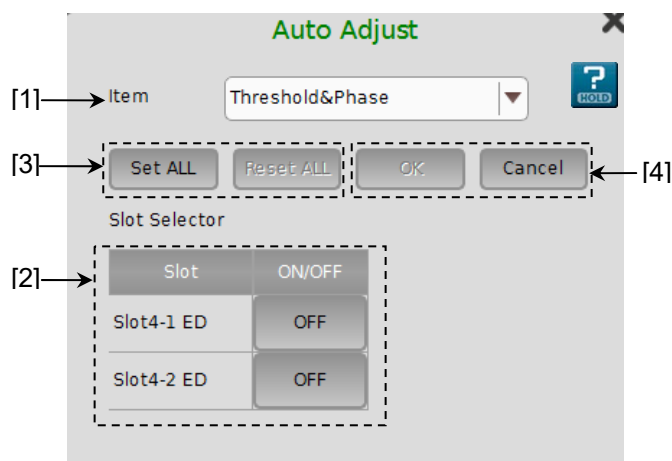 Auto Adjust
[1] Item Threshold&Phase ? HOLD
[3] Set ALL Reset ALL OK Cancel [4]
Slot Selector
[2] Slot ON/OFF
Slot4-1 ED OFF
Slot4-2 ED OFF